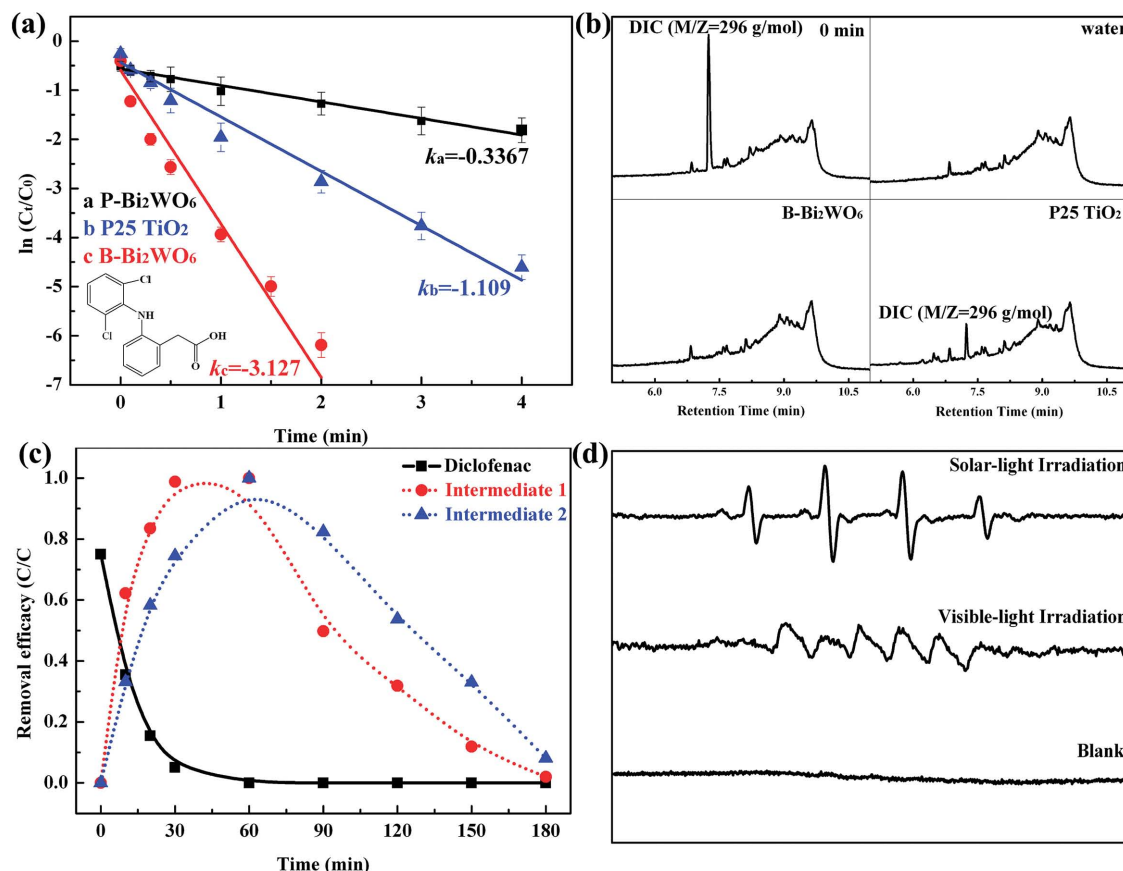 (a)
0
-1
-2
-3
-4
-5
-6
-7
ln (Ct/C0)
ka=-0.3367
a P-Bi2WO6
b P25 TiO2
c B-Bi2WO6
kb=-1.109
kc=-3.127
Cl
NH
Cl
OH
O
0 1 2 3 4
Time (min)
(b)
DIC (M/Z=296 g/mol) 0 min
water
B-Bi2WO6
P25 TiO2
DIC (M/Z=296 g/mol)
6.0 7.5 9.0 10.5 6.0 7.5 9.0 10.5
Retention Time (min) Retention Time (min)
(c)
Diclofenac
Intermediate 1
Intermediate 2
1.0
0.8
0.6
0.4
0.2
0.0
Removal efficacy (C/C
0 30 60 90 120 150 180
Time (min)
(d)
Solar-light Irradiation
Visible-light Irradiation
Blank